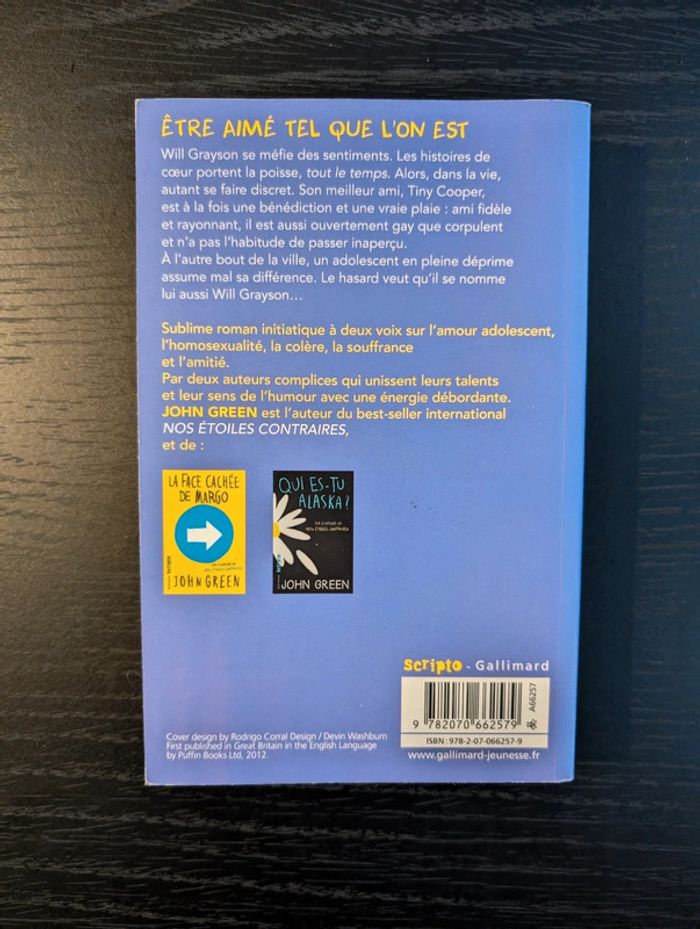 ÊTRE AIMÉ TEL QUE L'ON EST
Will Grayson se méfie des sentiments. Les histoires de
cœur portent la poisse, tout le temps. Alors, dans la vie,
autant se faire discret. Son meilleur ami, Tiny Cooper,
est à la fois une bénédiction et une vraie plaie : ami fidèle
et rayonnant, il est aussi ouvertement gay que corpulent
et n'a pas l'habitude de passer inaperçu.
À l'autre bout de la ville, un adolescent en pleine déprime
assume mal sa différence. Le hasard veut qu'il se nomme
lui aussi Will Grayson…
Sublime roman initiatique à deux voix sur l'amour adolescent,
l'homosexualité, la colère, la souffrance
et l'amitié.
Par deux auteurs complices qui unissent leurs talents
et leur sens de l'humour avec une énergie débordante.
JOHN GREEN est l'auteur du best-seller international
NOS ÉTOILES CONTRAIRES,
et de :
LA FACE CACHÉE
DE MARGO
JOHN GREEN
QUI ES-TU
ALASKA ?
PAR L'AUTEUR DE
NOS ÉTOILES CONTRAIRES
JOHN GREEN
Scripto - Gallimard
A66257
9 782070 662579
ISBN : 978-2-07-066257-9
www.gallimard-jeunesse.fr
Cover design by Rodrigo Corral Design / Devin Washburn
First published in Great Britain in the English Language
by Puffin Books Ltd, 2012.